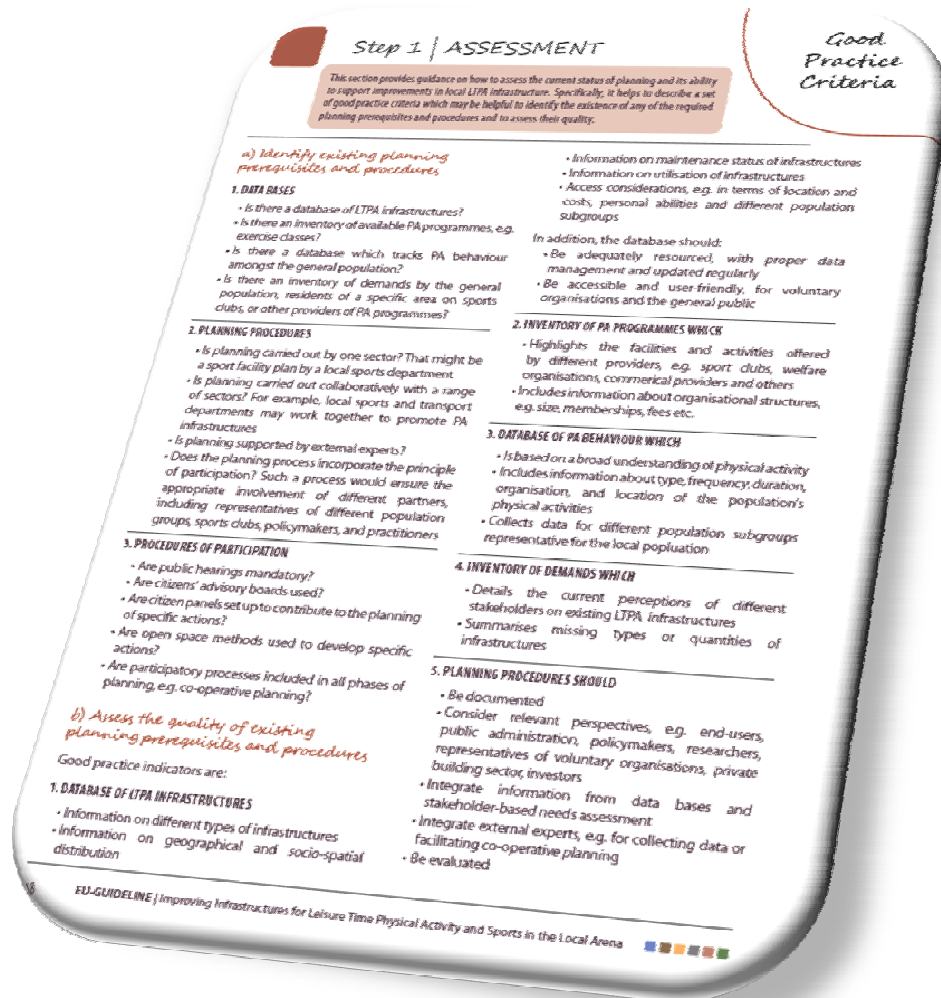 Step 1 | ASSESSMENT
Good
Practice
Criteria
This section provides guidance on how to assess the current status of planning and its ability
to support improvements in local LTPA infrastructure. Specifically, it helps to describe a set
of good practice criteria which may be helpful to identify the existence of any of the required
planning prerequisites and procedures and to assess their quality.
a) Identify existing planning
prerequisites and procedures
1. DATA BASES
• Is there a database of LTPA infrastructures?
• Is there an inventory of available PA programmes, e.g.
exercise classes?
• Is there a database which tracks PA behaviour
amongst the general population?
• Is there an inventory of demands by the general
population, residents of a specific area on sports
clubs, or other providers of PA programmes?
2. PLANNING PROCEDURES
• Is planning carried out by one sector? That might be
a sport facility plan by a local sports department
• Is planning carried out collaboratively with a range
of sectors? For example, local sports and transport
departments may work together to promote PA
infrastructures
• Is planning supported by external experts?
• Does the planning process incorporate the principle
of participation? Such a process would ensure the
appropriate involvement of different partners,
including representatives of different population
groups, sports clubs, policymakers, and practitioners
3. PROCEDURES OF PARTICIPATION
• Are public hearings mandatory?
• Are citizens' advisory boards used?
• Are citizen panels set up to contribute to the planning
of specific actions?
• Are open space methods used to develop specific
actions?
• Are participatory processes included in all phases of
planning, e.g. co-operative planning?
b) Assess the quality of existing
planning prerequisites and procedures
Good practice indicators are:
1. DATABASE OF LTPA INFRASTRUCTURES
• Information on different types of infrastructures
• Information on geographical and socio-spatial
distribution
• Information on maintenance status of infrastructures
• Information on utilisation of infrastructures
• Access considerations, e.g. in terms of location and
costs, personal abilities and different population
subgroups
In addition, the database should:
• Be adequately resourced, with proper data
management and updated regularly
• Be accessible and user-friendly, for voluntary
organisations and the general public
2. INVENTORY OF PA PROGRAMMES WHICH
• Highlights the facilities and activities offered
by different providers, e.g. sport clubs, welfare
organisations, commerical providers and others
• Includes information about organisational structures,
e.g. size, memberships, fees etc.
3. DATABASE OF PA BEHAVIOUR WHICH
• Is based on a broad understanding of physical activity
• Includes information about type, frequency, duration,
organisation, and location of the population's
physical activities
• Collects data for different population subgroups
representative for the local popluation
4. INVENTORY OF DEMANDS WHICH
• Details the current perceptions of different
stakeholders on existing LTPA infrastructures
• Summarises missing types or quantities of
infrastructures
5. PLANNING PROCEDURES SHOULD
• Be documented
• Consider relevant perspectives, e.g. end-users,
public administration, policymakers, researchers,
representatives of voluntary organisations, private
building sector, investors
• Integrate information from data bases and
stakeholder-based needs assessment
• Integrate external experts, e.g. for collecting data or
facilitating co-operative planning
• Be evaluated
EU-GUIDELINE | Improving Infrastructures for Leisure Time Physical Activity and Sports in the Local Arena